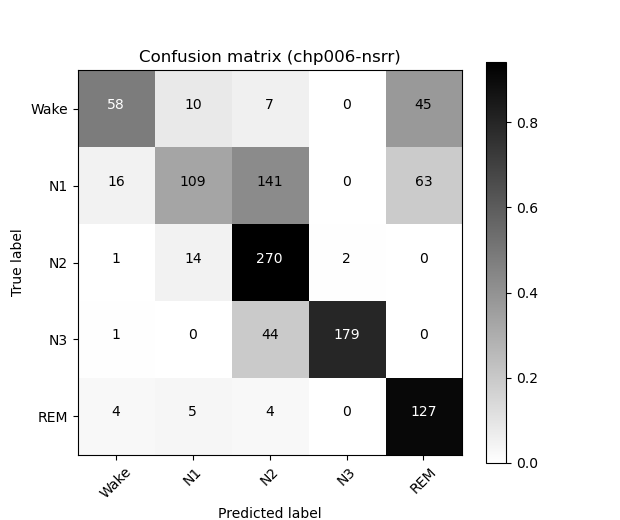 Confusion matrix (chp006-nsrr)
Wake 58 10 7 0 45
N1 16 109 141 0 63
N2 1 14 270 2 0
N3 1 0 44 179 0
REM 4 5 4 0 127
Wake N1 N2 N3 REM
Predicted label
True label
0.8
0.6
0.4
0.2
0.0